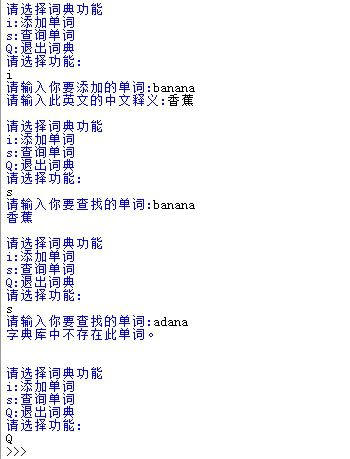 请选择词典功能
i:添加单词
s:查询单词
Q:退出词典
请选择功能:
i
请输入你要添加的单词:banana
请输入此英文的中文释义:香蕉
请选择词典功能
i:添加单词
s:查询单词
Q:退出词典
请选择功能:
s
请输入你要查找的单词:banana
香蕉
请选择词典功能
i:添加单词
s:查询单词
Q:退出词典
请选择功能:
s
请输入你要查找的单词:adana
字典库中不存在此单词。
请选择词典功能
i:添加单词
s:查询单词
Q:退出词典
请选择功能:
Q
>>>